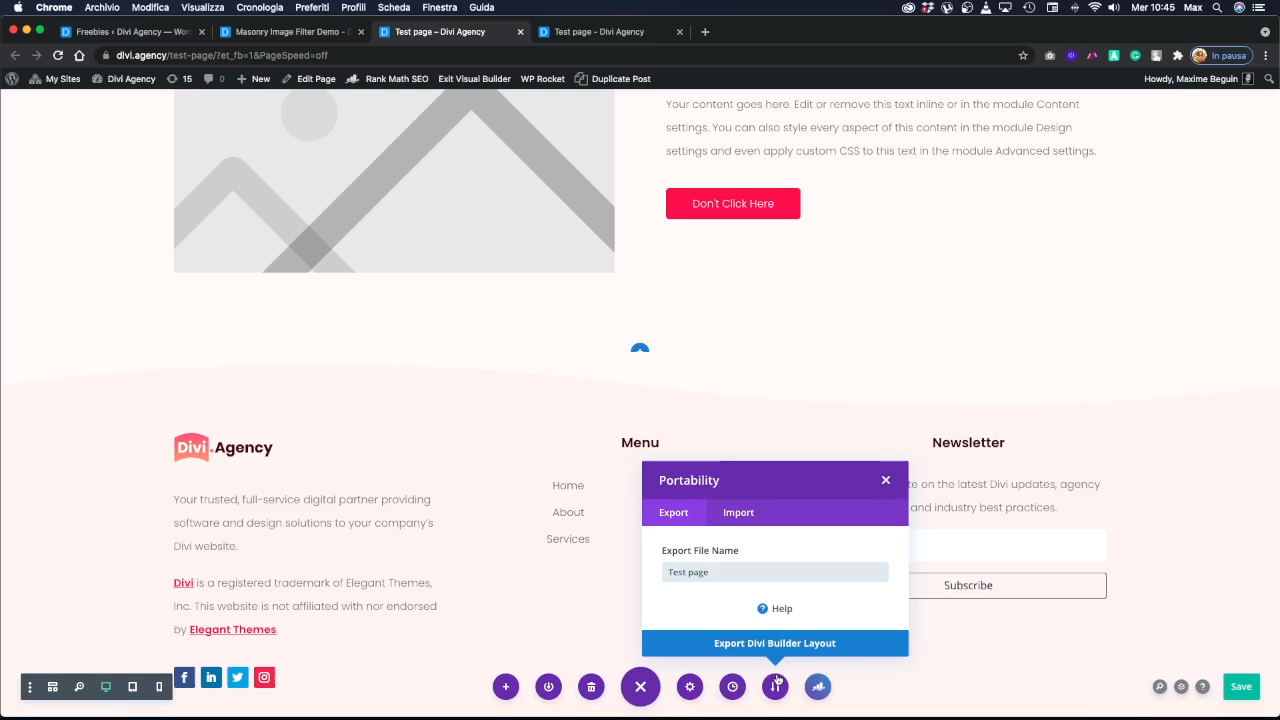 Chrome Archivio Modifica Visualizza Cronologia Preferiti Profili Scheda Finestra Guida Mer 10:45 Max
Freebies ‹ Divi Agency — Wor Masonry Image Filter Demo - D Test page – Divi Agency Test page - Divi Agency
divi.agency/test-page/?et_fb=1&PageSpeed=off In pausa
My Sites Divi Agency 15 0 New Edit Page Rank Math SEO Exit Visual Builder WP Rocket Duplicate Post Howdy, Maxime Beguin
Your content goes here. Edit or remove this text inline or in the module Content
settings. You can also style every aspect of this content in the module Design
settings and even apply custom CSS to this text in the module Advanced settings.
Don't Click Here
Divi.Agency
Your trusted, full-service digital partner providing
software and design solutions to your company's
Divi website.
Divi is a registered trademark of Elegant Themes,
Inc. This website is not affiliated with nor endorsed
by Elegant Themes.
Menu
Home
About
Services
Newsletter
te on the latest Divi updates, agency
and industry best practices.
Subscribe
Portability
Export Import
Export File Name
Test page
Help
Export Divi Builder Layout
Save